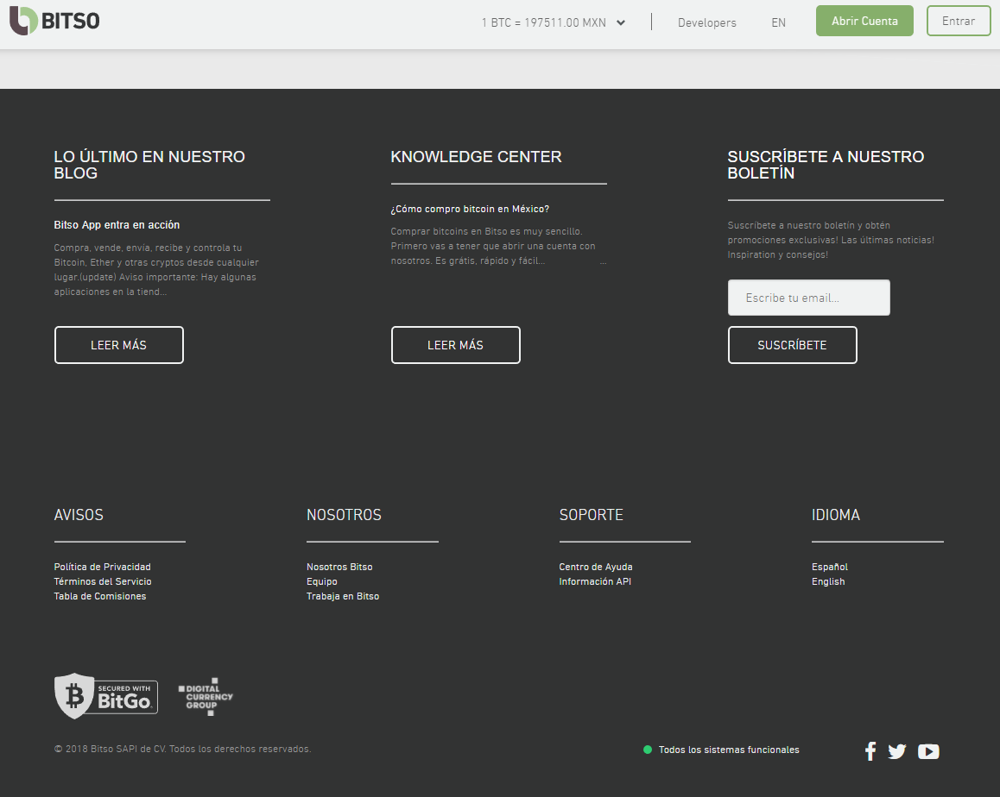 BITSO
1 BTC = 197511.00 MXN
Developers
EN
Abrir Cuenta
Entrar
LO ÚLTIMO EN NUESTRO
BLOG
Bitso App entra en acción
Compra, vende, envía, recibe y controla tu
Bitcoin, Ether y otras cryptos desde cualquier
lugar.(update) Aviso importante: Hay algunas
aplicaciones en la tiend...
LEER MÁS
KNOWLEDGE CENTER
¿Cómo compro bitcoin en México?
Comprar bitcoins en Bitso es muy sencillo.
Primero vas a tener que abrir una cuenta con
nosotros. Es grátis, rápido y fácil... ...
LEER MÁS
SUSCRÍBETE A NUESTRO
BOLETÍN
Suscríbete a nuestro boletín y obtén
promociones exclusivas! Las últimas noticias!
Inspiration y consejos!
Escribe tu email...
SUSCRÍBETE
AVISOS
Política de Privacidad
Términos del Servicio
Tabla de Comisiones
NOSOTROS
Nosotros Bitso
Equipo
Trabaja en Bitso
SOPORTE
Centro de Ayuda
Información API
IDIOMA
Español
English
SECURED WITH
BitGo
DIGITAL
CURRENCY
GROUP
© 2018 Bitso SAPI de CV. Todos los derechos reservados.
Todos los sistemas funcionales